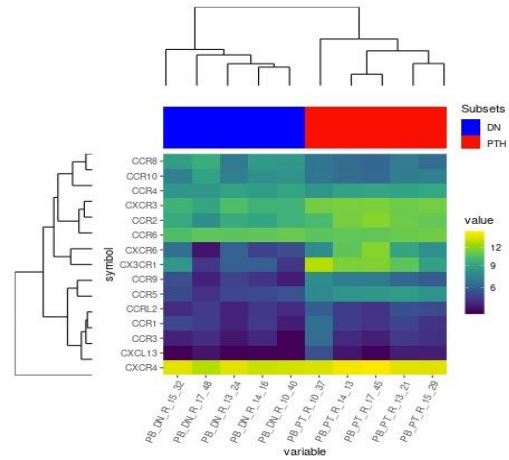 Subsets
DN
PTH
CCR8
CCR10
CCR4
CXCR3
CCR2
CCR6
CXCR6
CX3CR1
CCR9
CCR5
CCRL2
CCR1
CCR3
CXCL13
CXCR4
symbol
value
12
9
6
PB_DN_R_15_32
PB_DN_R_17_48
PB_DN_R_13_24
PB_DN_R_14_16
PB_DN_R_10_40
PB_PT_R_10_37
PB_PT_R_14_13
PB_PT_R_17_45
PB_PT_R_13_21
PB_PT_R_15_29
variable